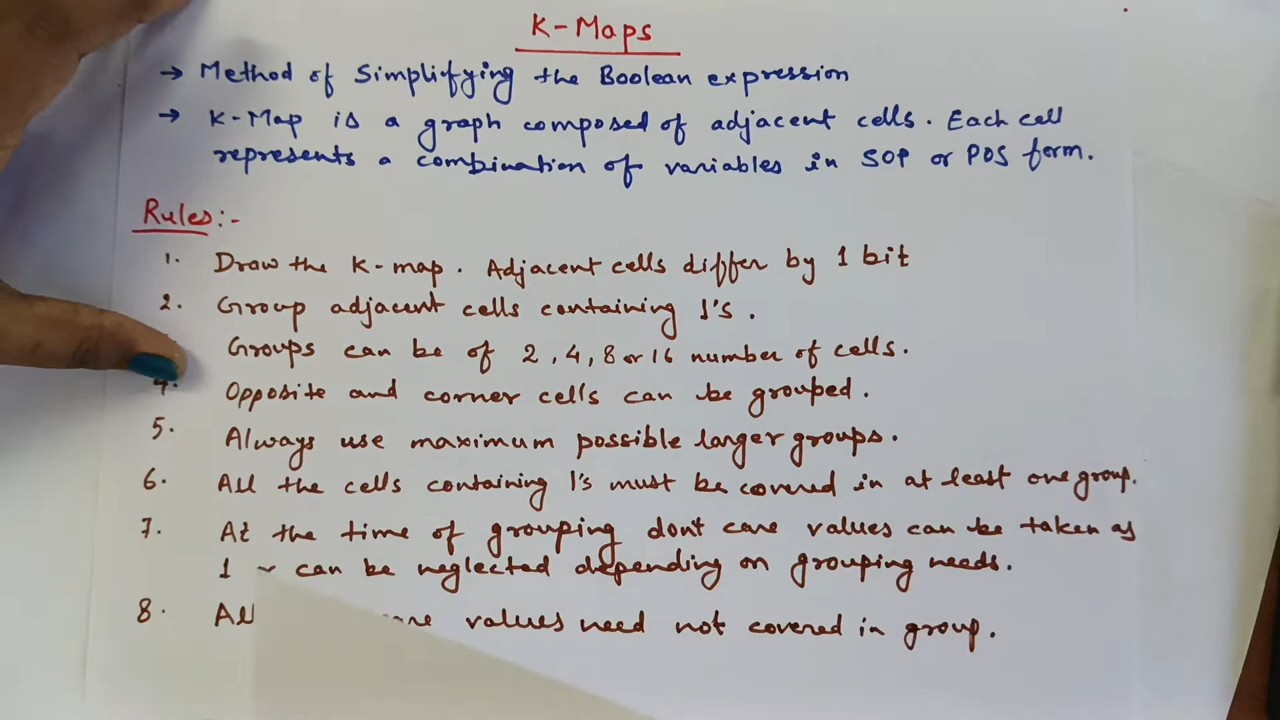 K-Maps
→ Method of Simplifying the Boolean expression
→ K-Map is a graph composed of adjacent cells. Each cell
represents a combination of variables in SOP or POS form.
Rules:-
1. Draw the K-map. Adjacent cells differ by 1 bit
2. Group adjacent cells containing 1's.
Groups can be of 2, 4, 8 or 16 number of cells.
4. Opposite and corner cells can be grouped.
5. Always use maximum possible larger groups.
6. All the cells containing 1's must be covered in at least one group.
7. At the time of grouping don't care values can be taken as
1 or can be neglected depending on grouping needs.
8. All values need not covered in group.